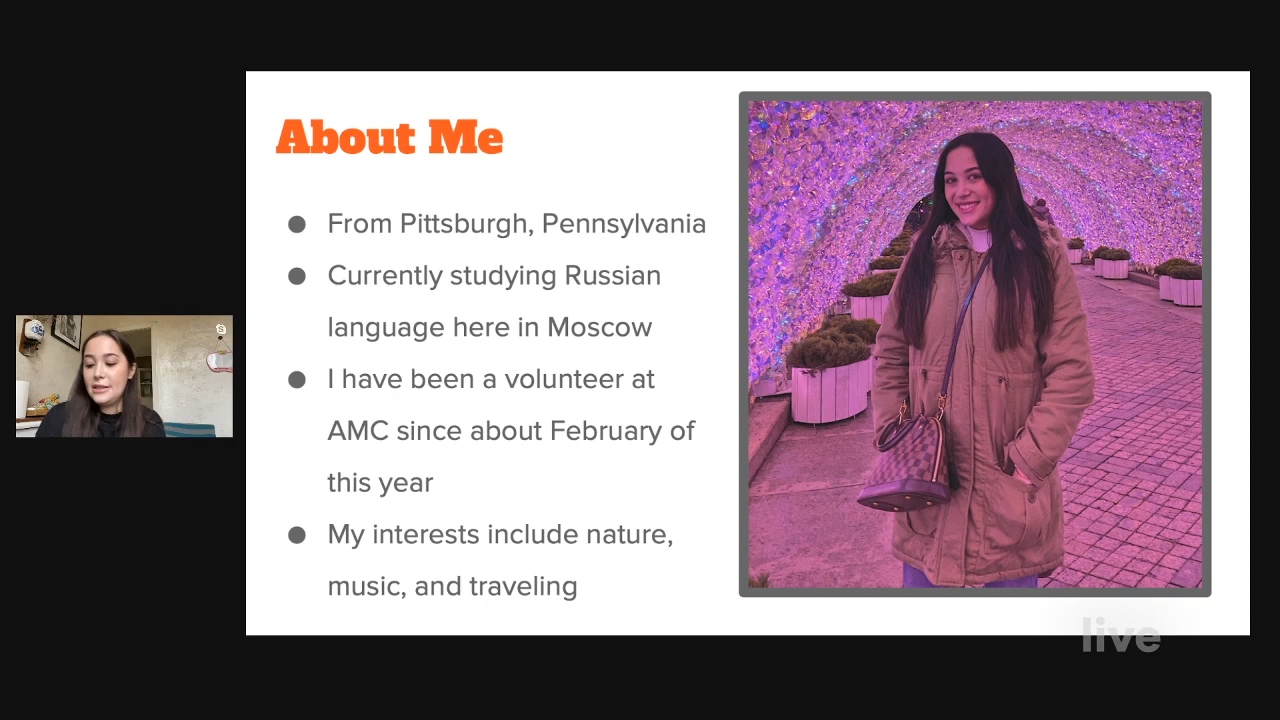 About Me
From Pittsburgh, Pennsylvania
Currently studying Russian
language here in Moscow
I have been a volunteer at
AMC since about February of
this year
My interests include nature,
music, and traveling
live